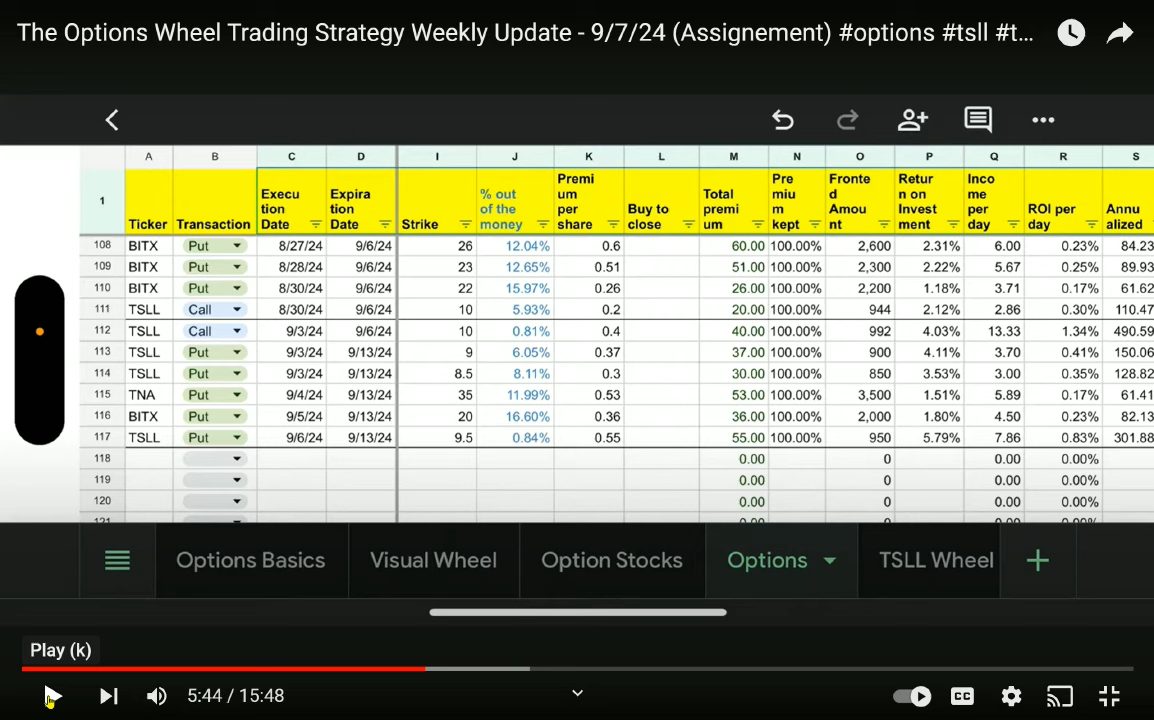 The Options Wheel Trading Strategy Weekly Update - 9/7/24 (Assignement) #options #tsll #t...
A B C D I J K L M N O P Q R S
1 Ticker Transaction Execution Date Expiration Date Strike % out of the money Premium per share Buy to close Total premium Premium kept Fronted Amount Return on Investment Income per day ROI per day Annualized
108 BITX Put 8/27/24 9/6/24 26 12.04% 0.6 60.00 100.00% 2,600 2.31% 6.00 0.23% 84.23
109 BITX Put 8/28/24 9/6/24 23 12.65% 0.51 51.00 100.00% 2,300 2.22% 5.67 0.25% 89.93
110 BITX Put 8/30/24 9/6/24 22 15.97% 0.26 26.00 100.00% 2,200 1.18% 3.71 0.17% 61.62
111 TSLL Call 8/30/24 9/6/24 10 5.93% 0.2 20.00 100.00% 944 2.12% 2.86 0.30% 110.47
112 TSLL Call 9/3/24 9/6/24 10 0.81% 0.4 40.00 100.00% 992 4.03% 13.33 1.34% 490.59
113 TSLL Put 9/3/24 9/13/24 9 6.05% 0.37 37.00 100.00% 900 4.11% 3.70 0.41% 150.06
114 TSLL Put 9/3/24 9/13/24 8.5 8.11% 0.3 30.00 100.00% 850 3.53% 3.00 0.35% 128.82
115 TNA Put 9/4/24 9/13/24 35 11.99% 0.53 53.00 100.00% 3,500 1.51% 5.89 0.17% 61.41
116 BITX Put 9/5/24 9/13/24 20 16.60% 0.36 36.00 100.00% 2,000 1.80% 4.50 0.23% 82.13
117 TSLL Put 9/6/24 9/13/24 9.5 0.84% 0.55 55.00 100.00% 950 5.79% 7.86 0.83% 301.88
118 0.00 0 0.00 0.00%
119 0.00 0 0.00 0.00%
120 0.00 0 0.00 0.00%
Options Basics Visual Wheel Option Stocks Options TSLL Wheel
Play (k)
5:44 / 15:48
CC